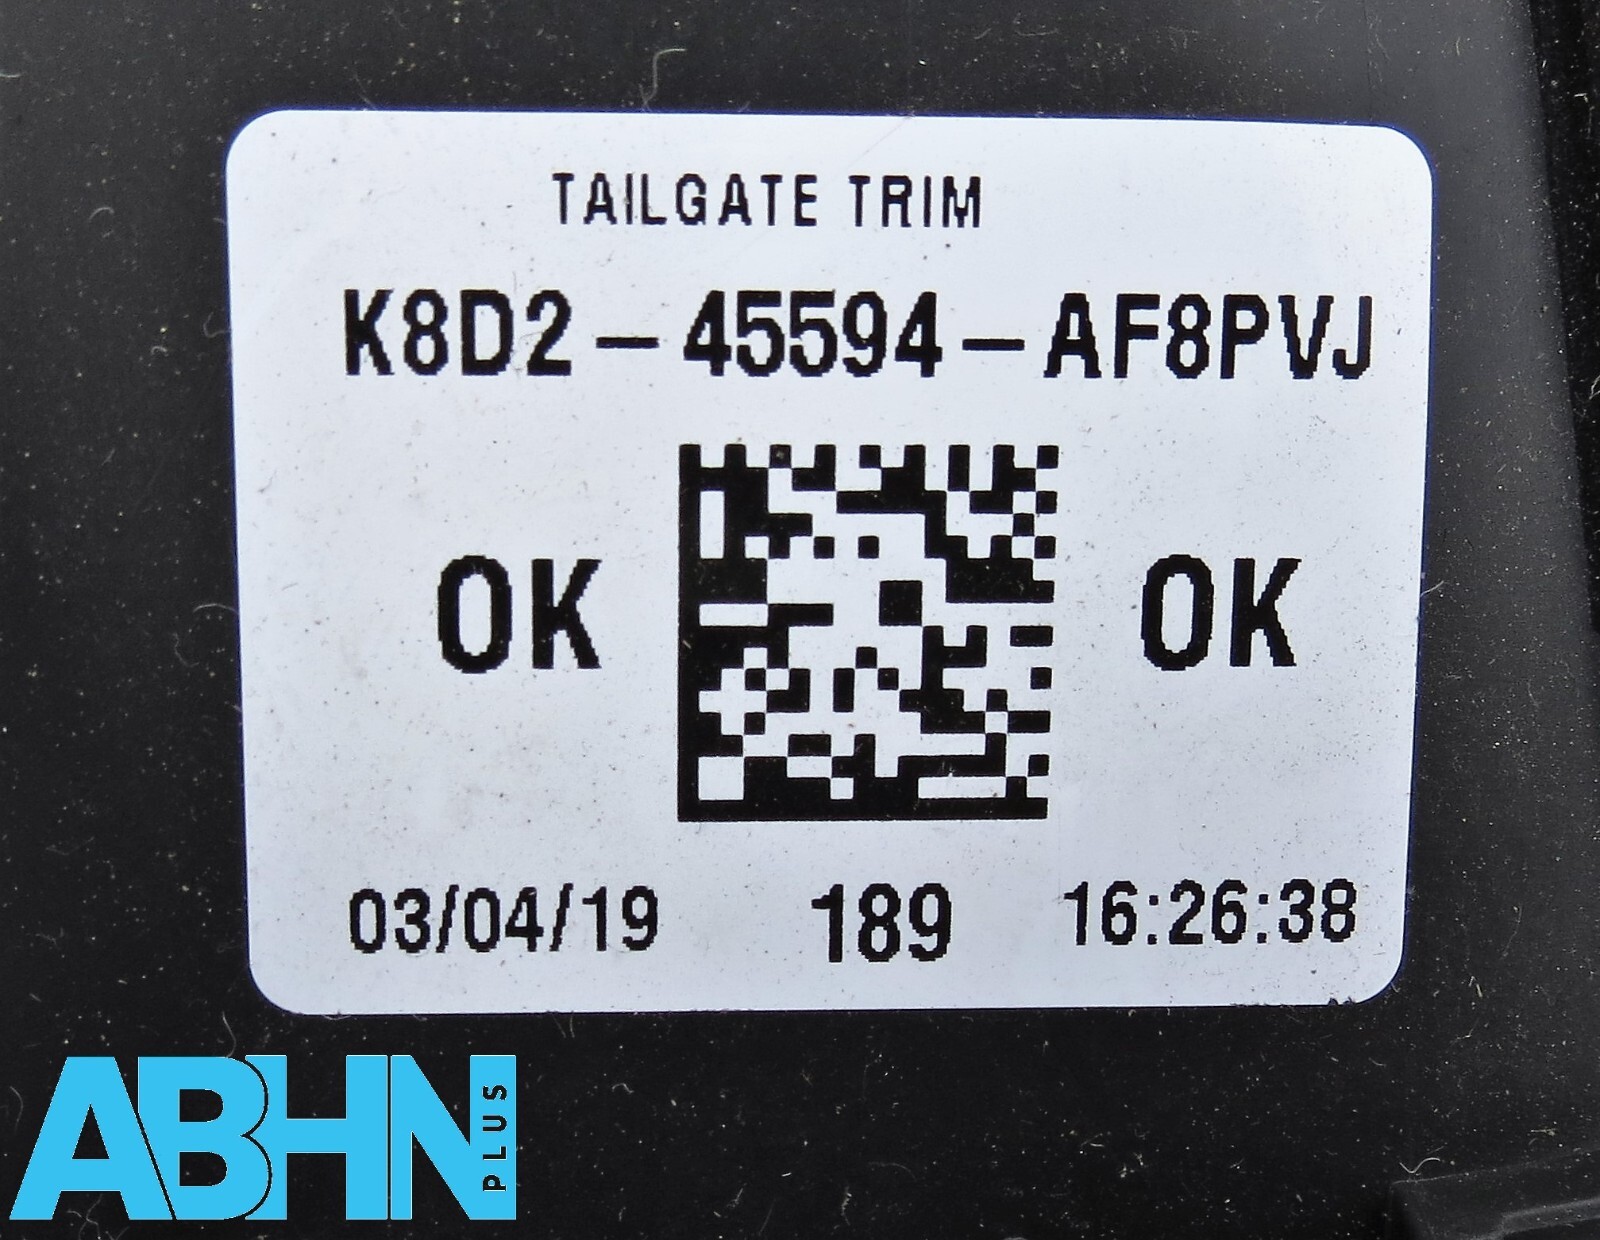 TAILGATE TRIM
K8D2-45594-AF8PVJ
OK OK
03/04/19 189 16:26:38
ABHN PLUS